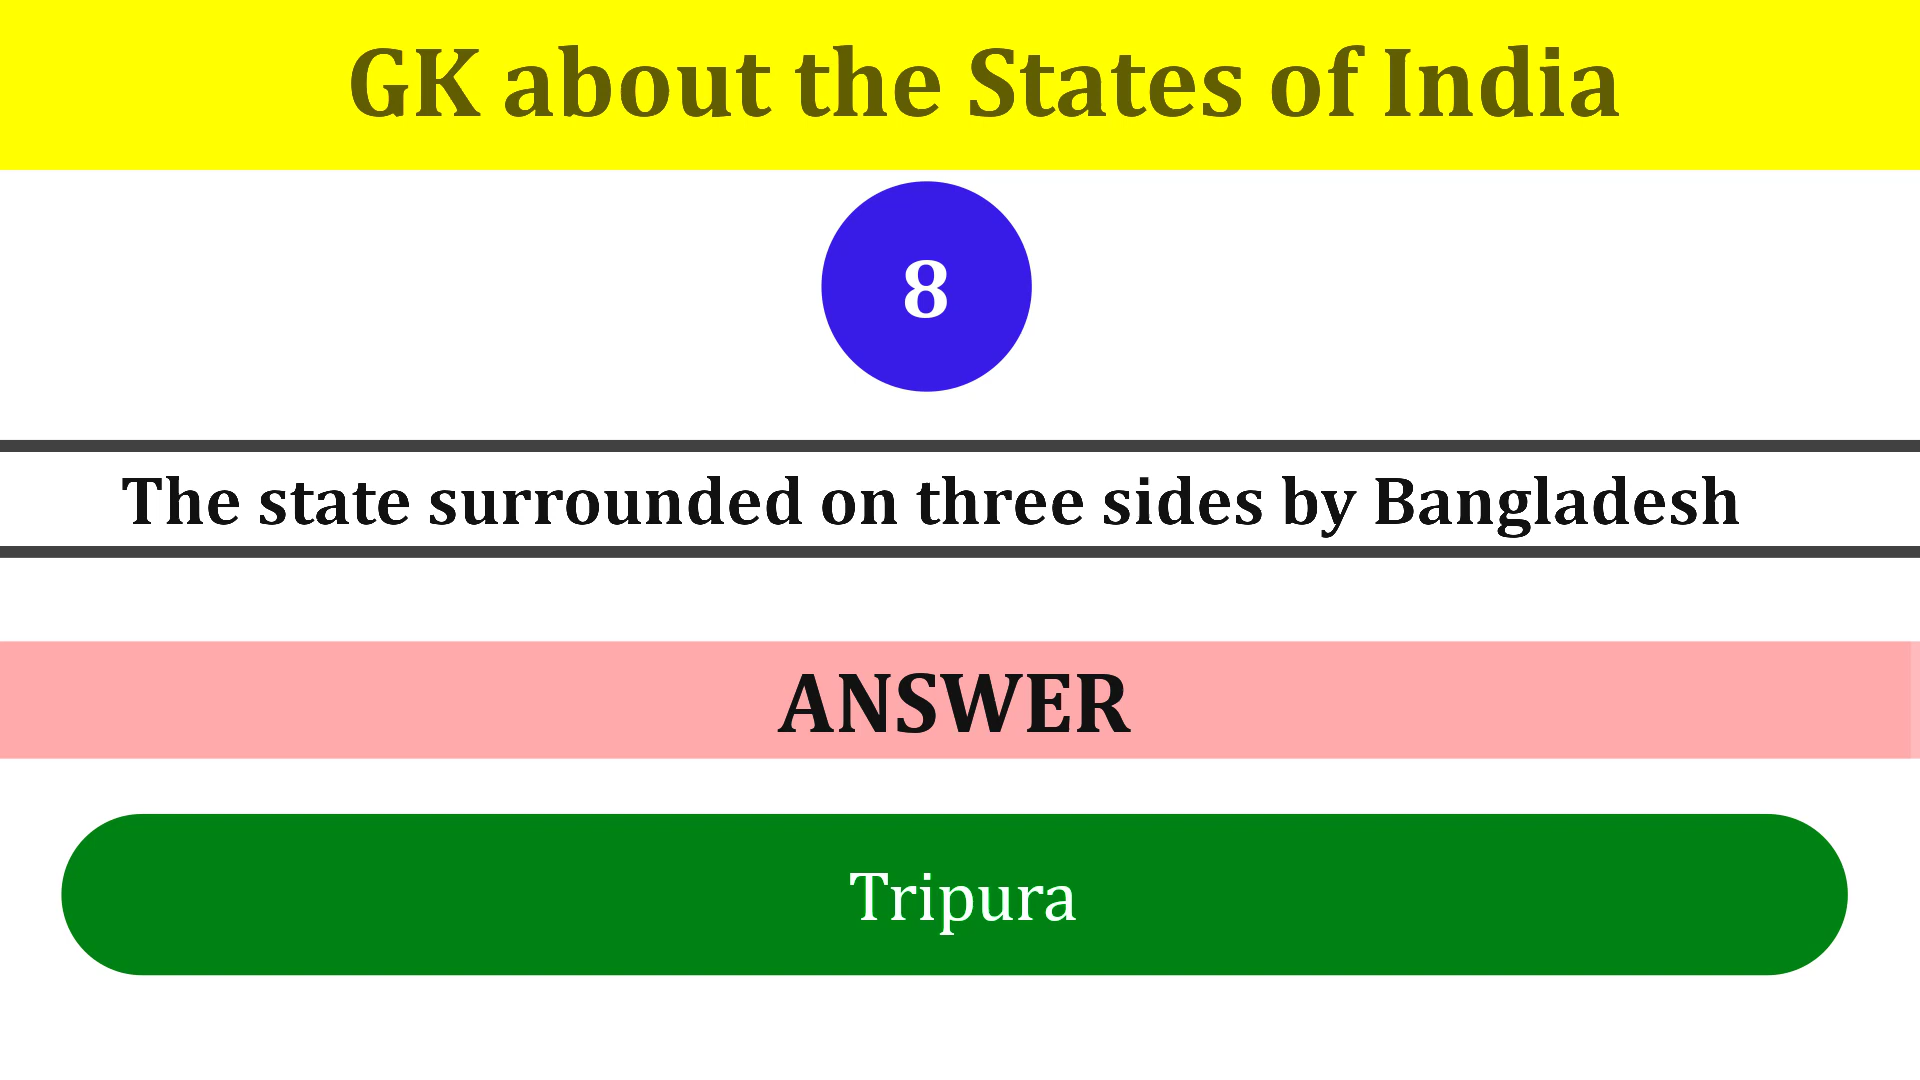 GK about the States of India
8
The state surrounded on three sides by Bangladesh
ANSWER
Tripura